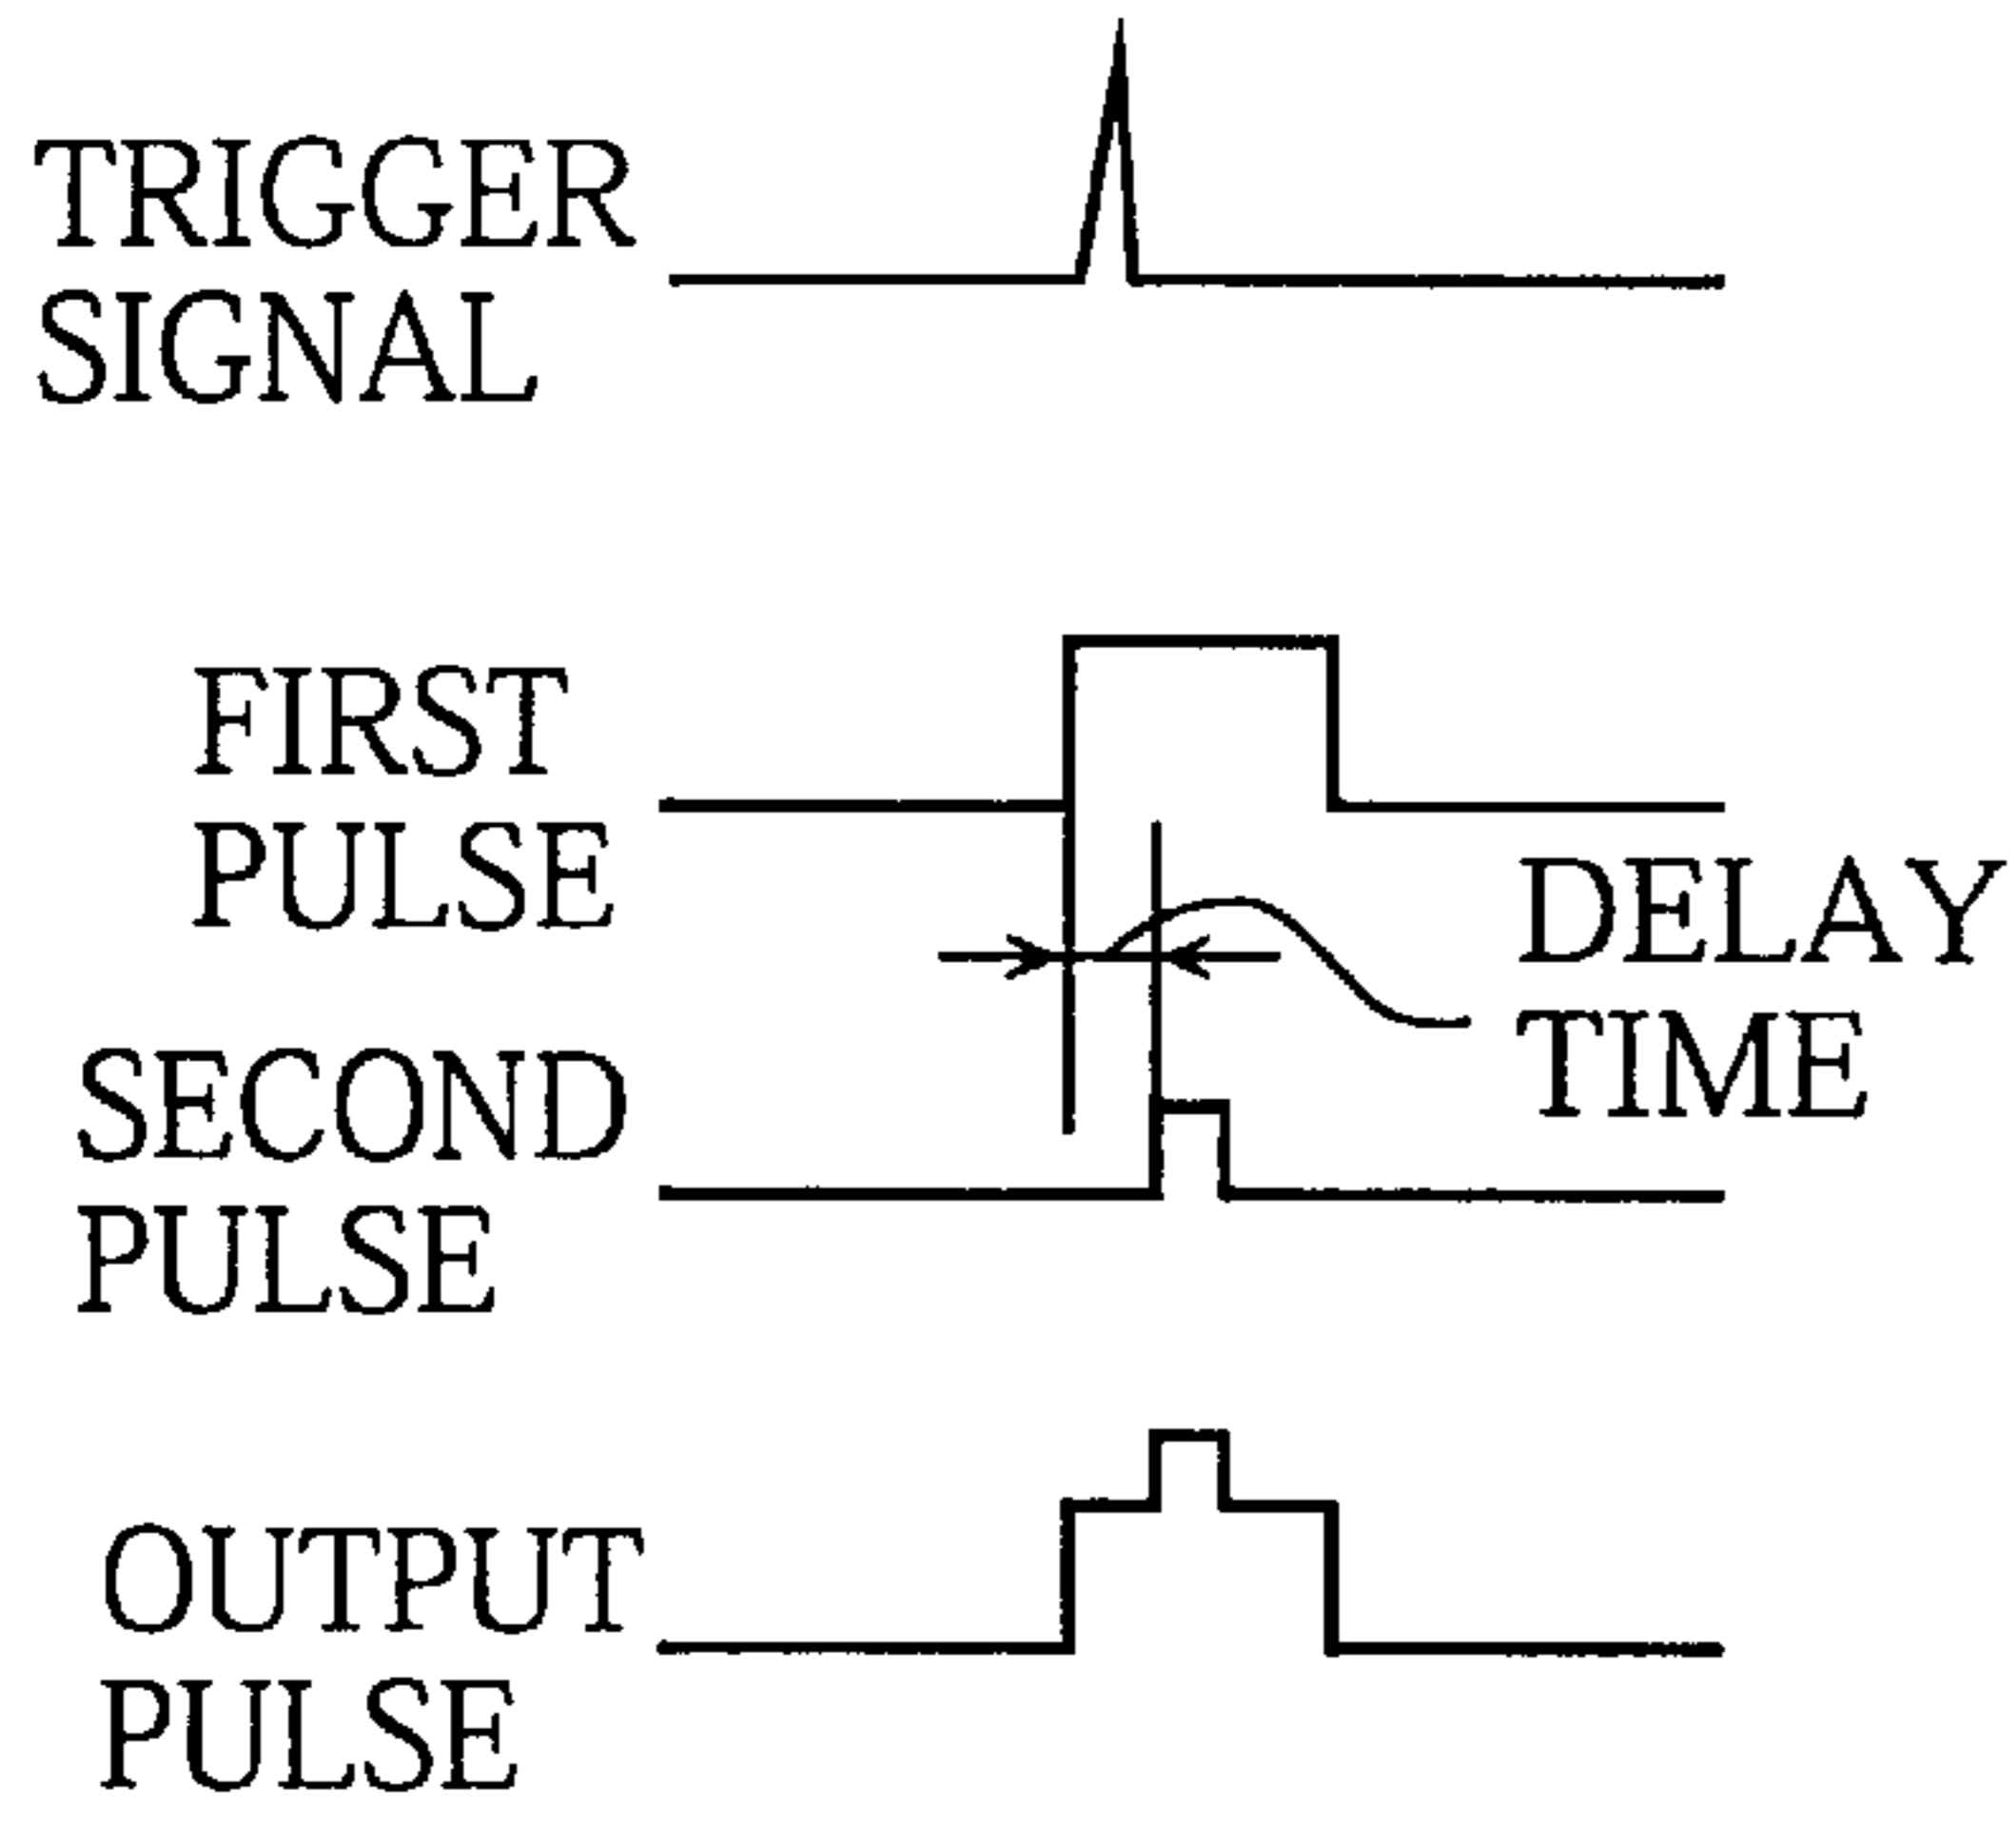 TRIGGER
SIGNAL
FIRST
PULSE
DELAY
TIME
SECOND
PULSE
OUTPUT
PULSE